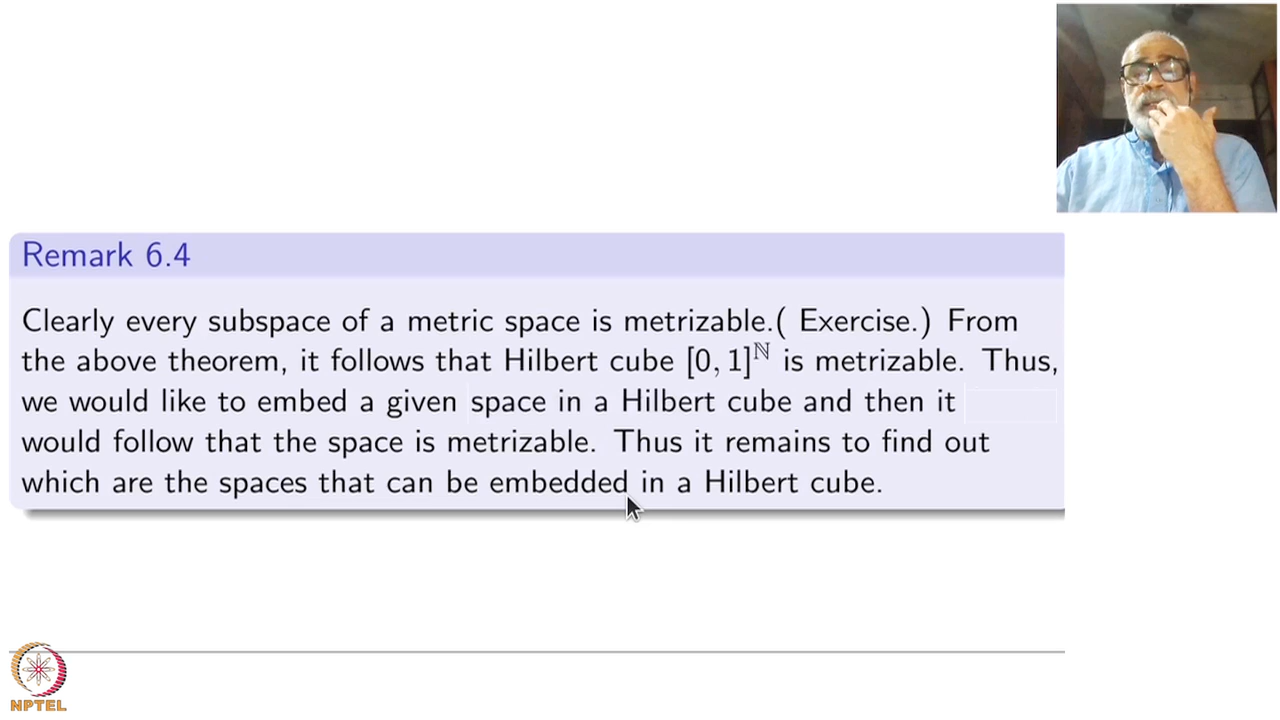 Remark 6.4
Clearly every subspace of a metric space is metrizable.( Exercise.) From
the above theorem, it follows that Hilbert cube [0, 1]^ℕ is metrizable. Thus,
we would like to embed a given space in a Hilbert cube and then it
would follow that the space is metrizable. Thus it remains to find out
which are the spaces that can be embedded in a Hilbert cube.
NPTEL